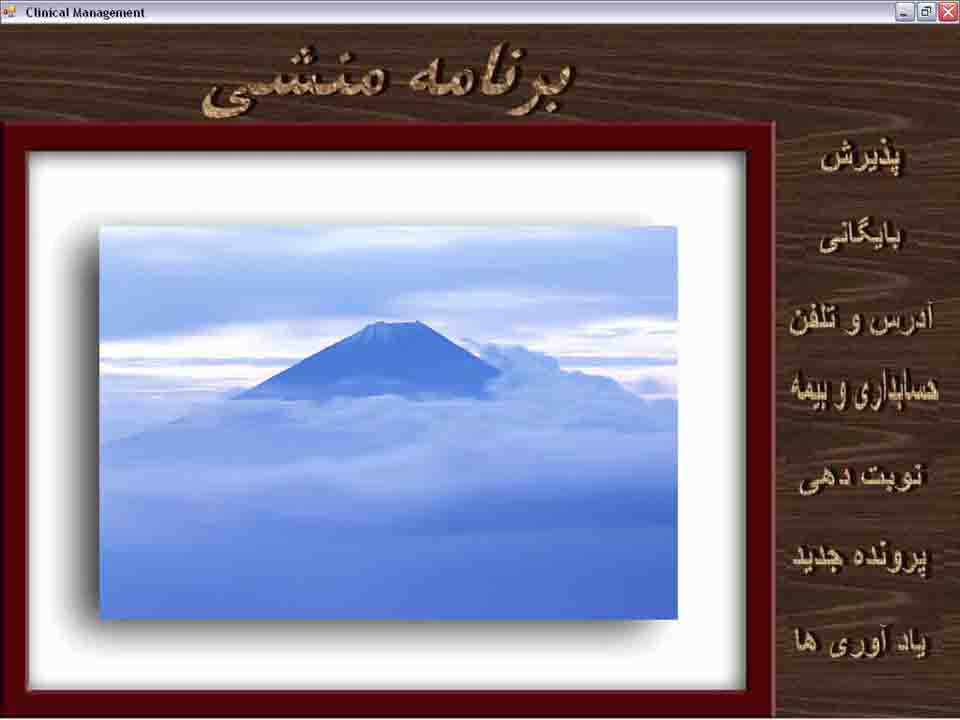 Clinical Management
برنامه منشی
پذیرش
بایگانی
آدرس و تلفن
حسابداری و بیمه
نوبت دهی
پرونده جدید
یاد آوری ها